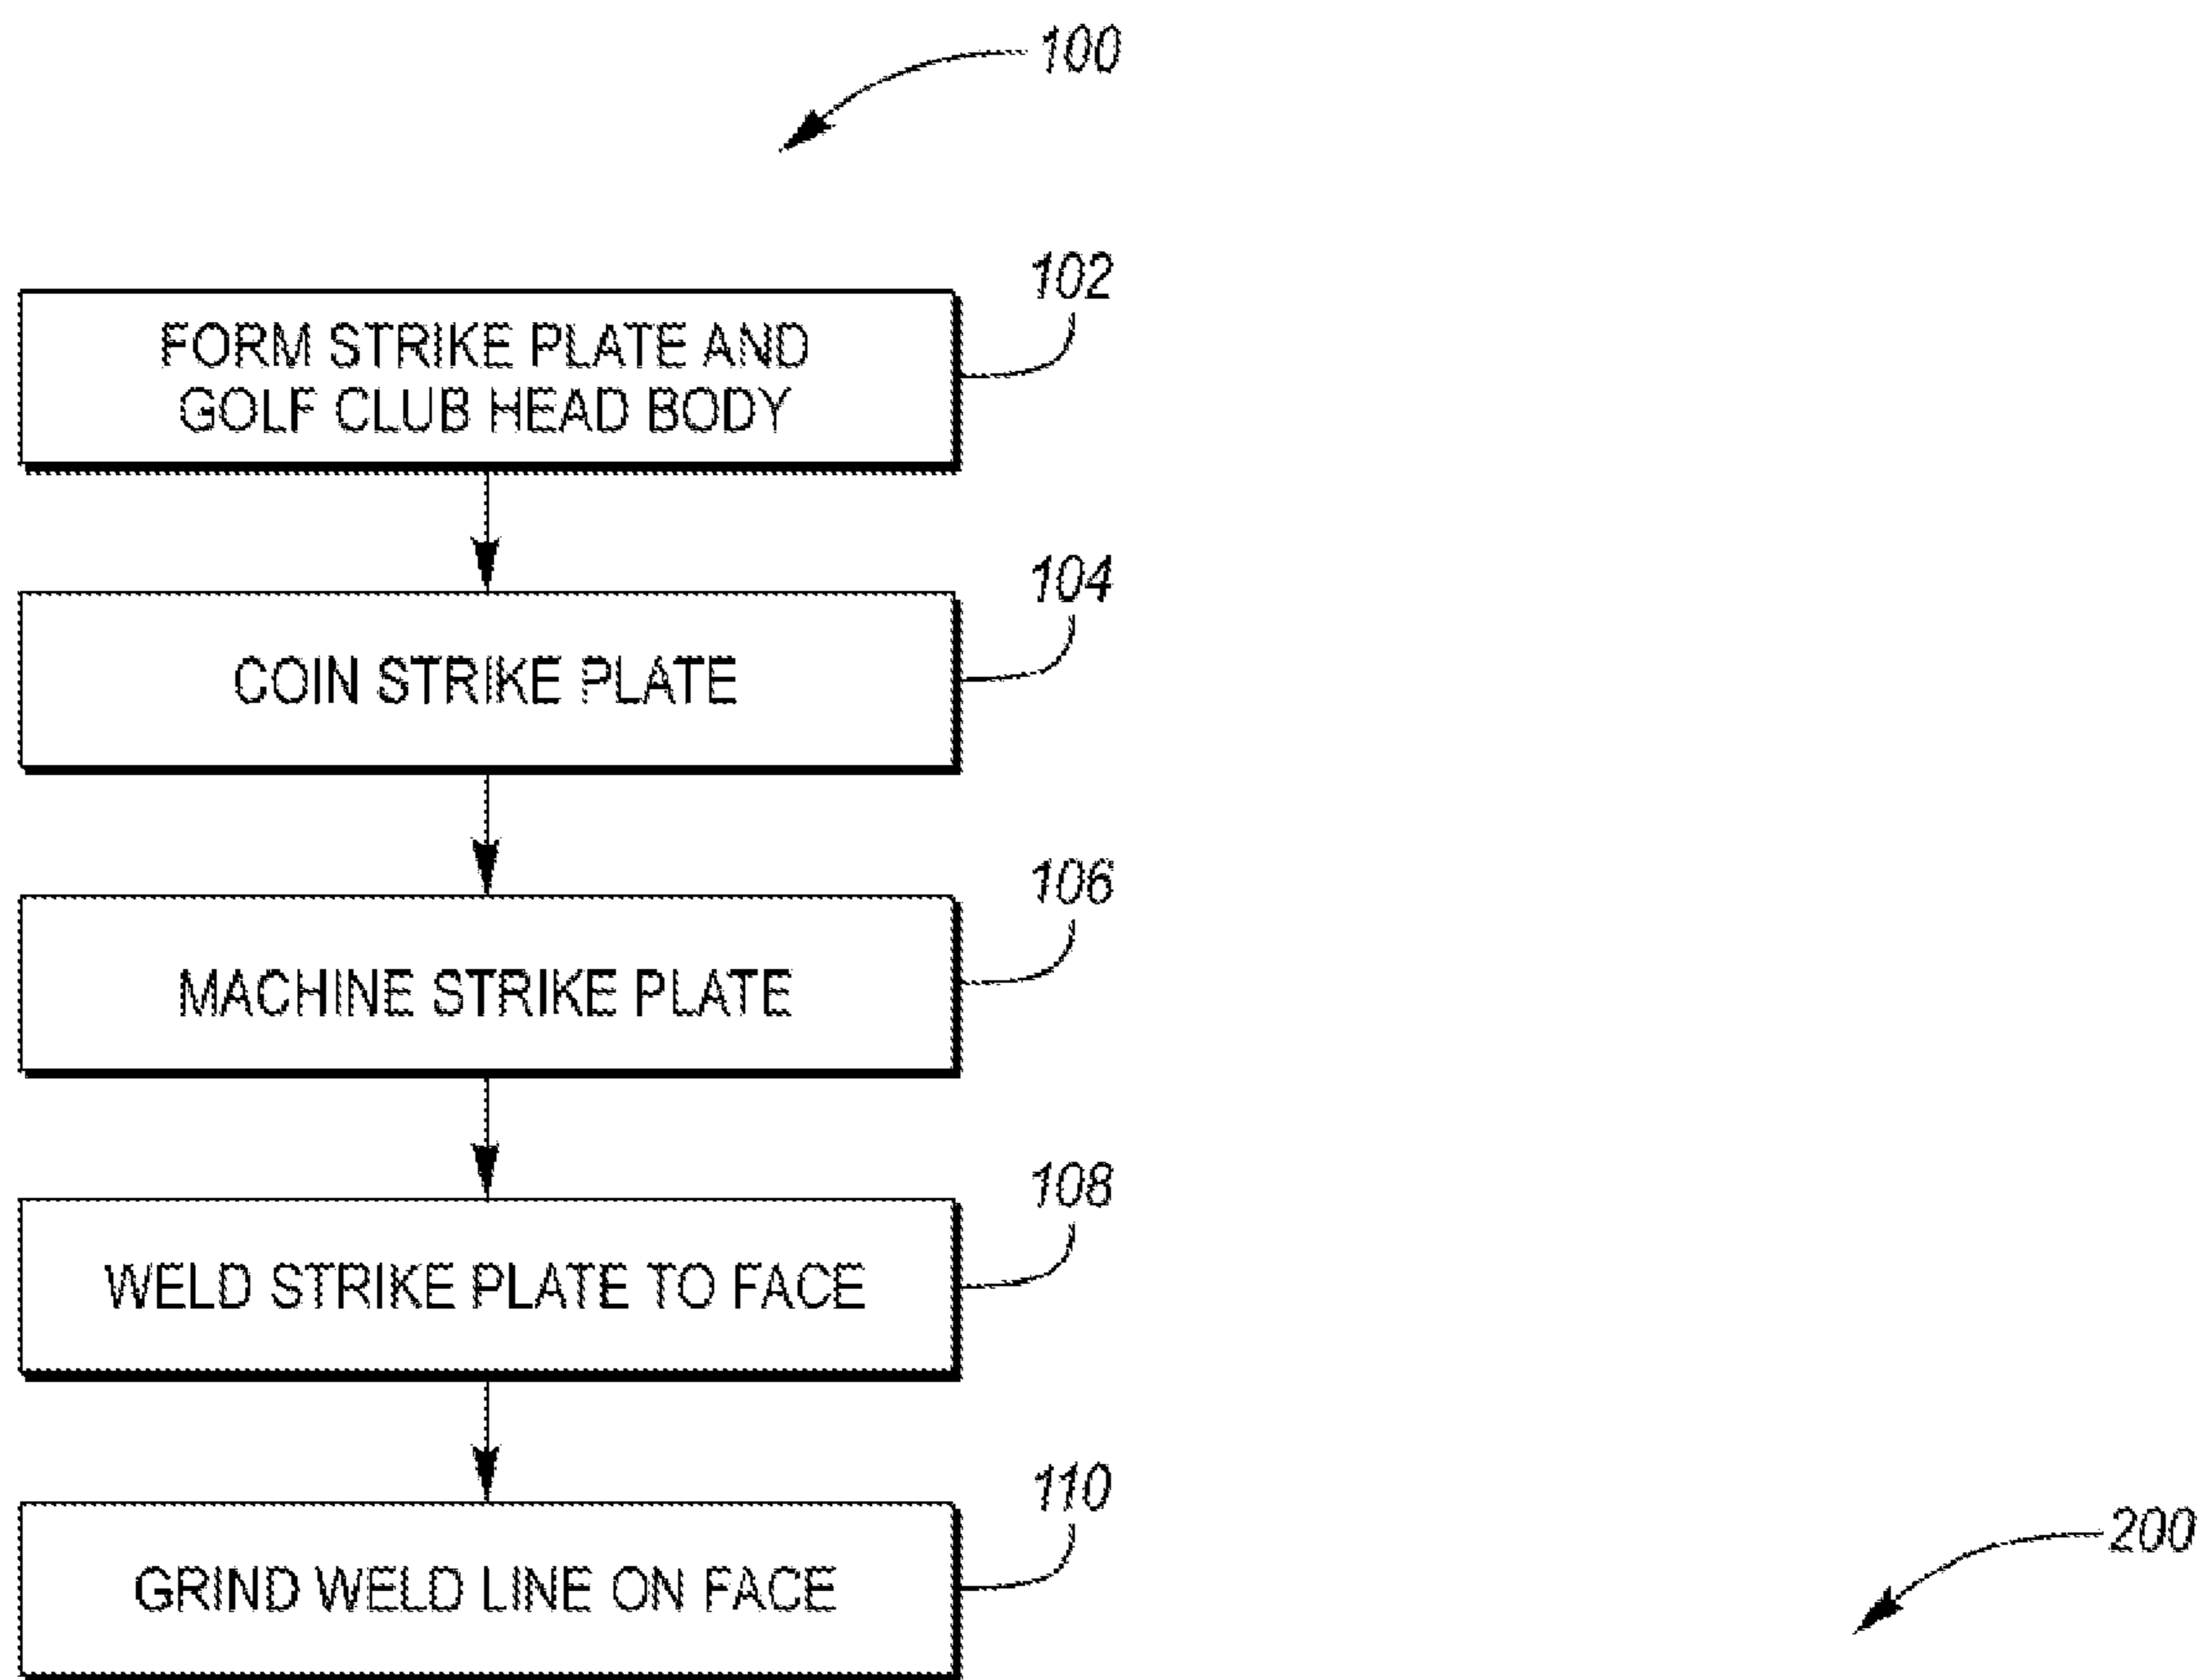 100
102
FORM STRIKE PLATE AND
GOLF CLUB HEAD BODY
104
COIN STRIKE PLATE
106
MACHINE STRIKE PLATE
108
WELD STRIKE PLATE TO FACE
110
GRIND WELD LINE ON FACE
200